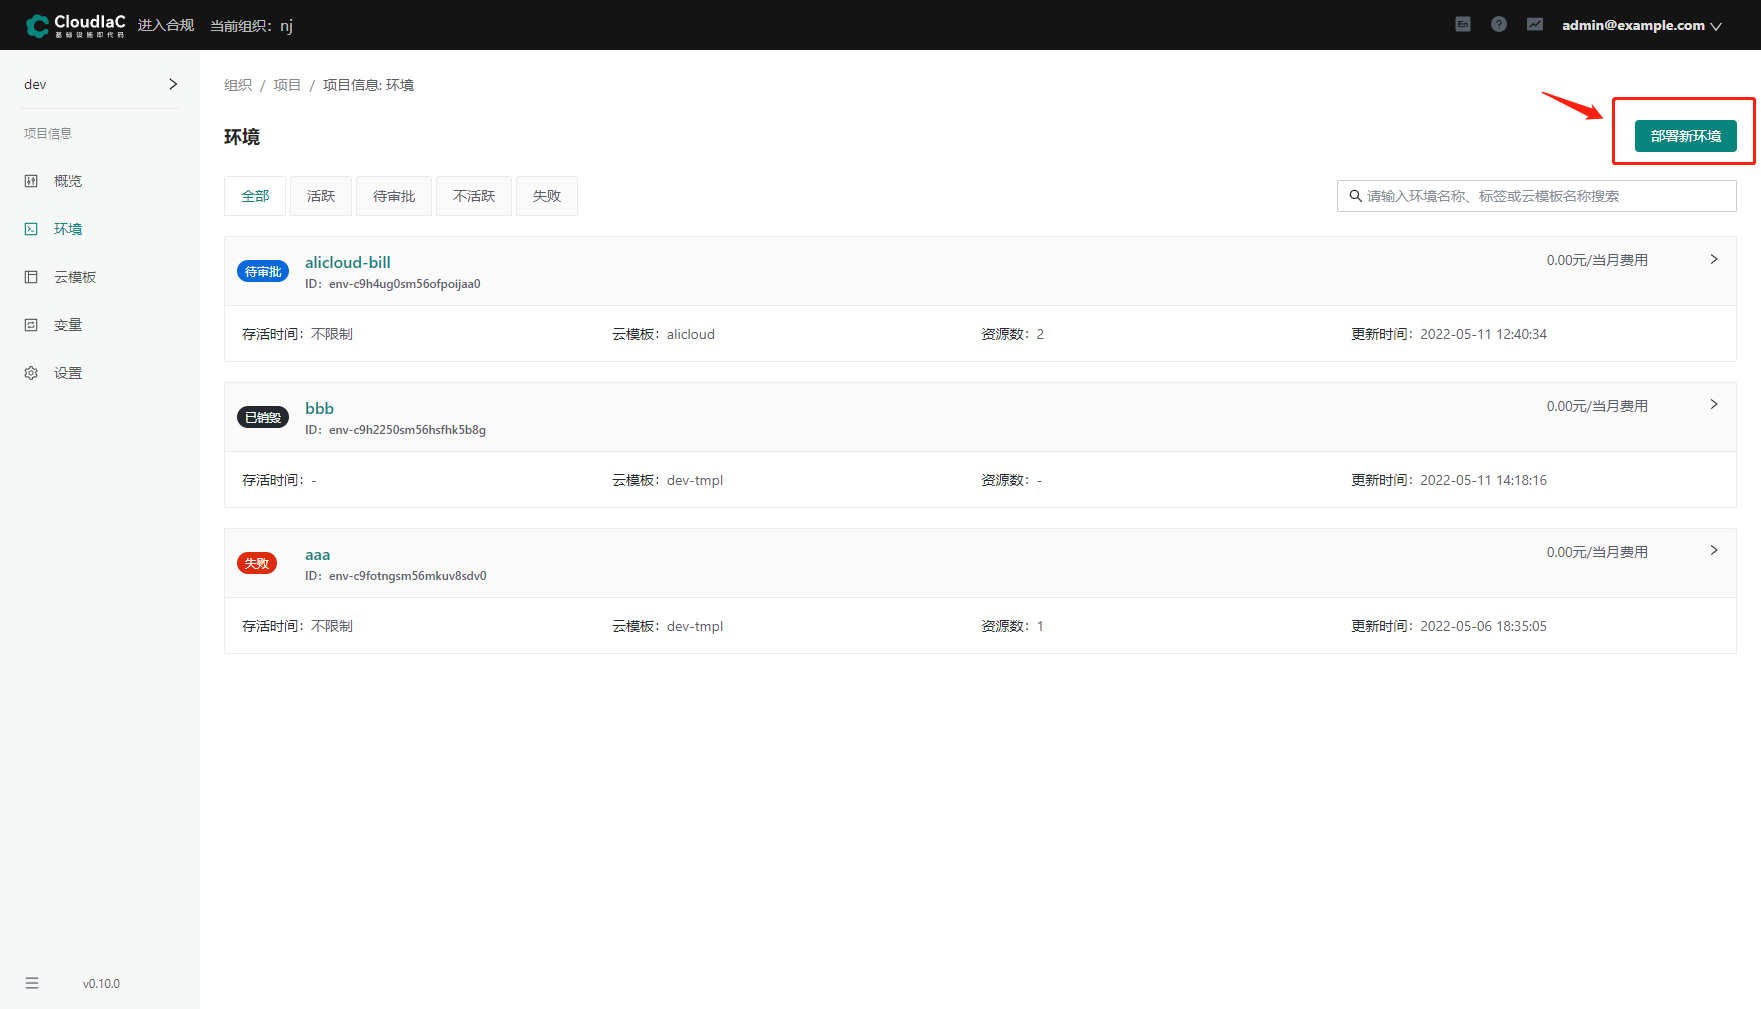 CloudIaC
基础设施即代码
进入合规
当前组织：nj
En
admin@example.com
dev
项目信息
概览
环境
云模板
变量
设置
v0.10.0
组织 / 项目 / 项目信息: 环境
环境
部署新环境
全部
活跃
待审批
不活跃
失败
请输入环境名称、标签或云模板名称搜索
待审批
alicloud-bill
ID：env-c9h4ug0sm56ofpoijaa0
0.00元/当月费用
存活时间：不限制
云模板：alicloud
资源数：2
更新时间：2022-05-11 12:40:34
已销毁
bbb
ID：env-c9h2250sm56hsfhk5b8g
0.00元/当月费用
存活时间：-
云模板：dev-tmpl
资源数：-
更新时间：2022-05-11 14:18:16
失败
aaa
ID：env-c9fotngsm56mkuv8sdv0
0.00元/当月费用
存活时间：不限制
云模板：dev-tmpl
资源数：1
更新时间：2022-05-06 18:35:05